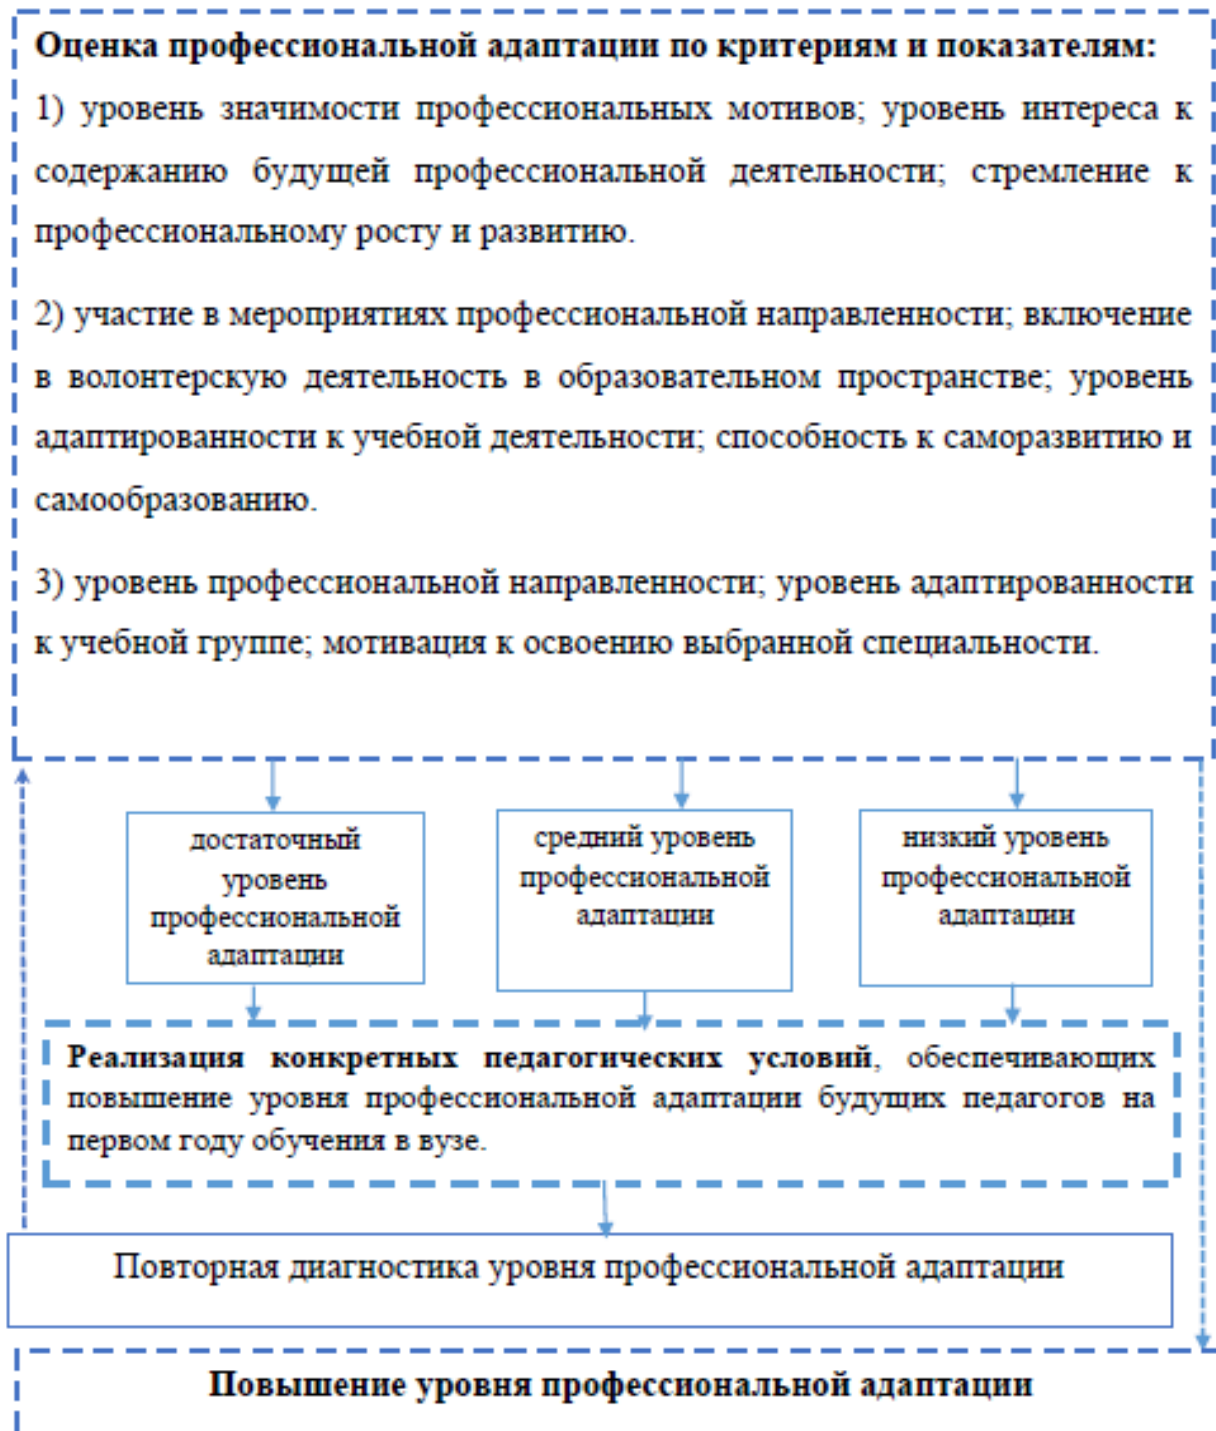 Оценка профессиональной адаптации по критериям и показателям:
1) уровень значимости профессиональных мотивов; уровень интереса к
содержанию будущей профессиональной деятельности; стремление к
профессиональному росту и развитию.
2) участие в мероприятиях профессиональной направленности; включение
в волонтерскую деятельность в образовательном пространстве; уровень
адаптированности к учебной деятельности; способность к саморазвитию и
самообразованию.
3) уровень профессиональной направленности; уровень адаптированности
к учебной группе; мотивация к освоению выбранной специальности.
достаточный
уровень
профессиональной
адаптации
средний уровень
профессиональной
адаптации
низкий уровень
профессиональной
адаптации
Реализация конкретных педагогических условий, обеспечивающих
повышение уровня профессиональной адаптации будущих педагогов на
первом году обучения в вузе.
Повторная диагностика уровня профессиональной адаптации
Повышение уровня профессиональной адаптации